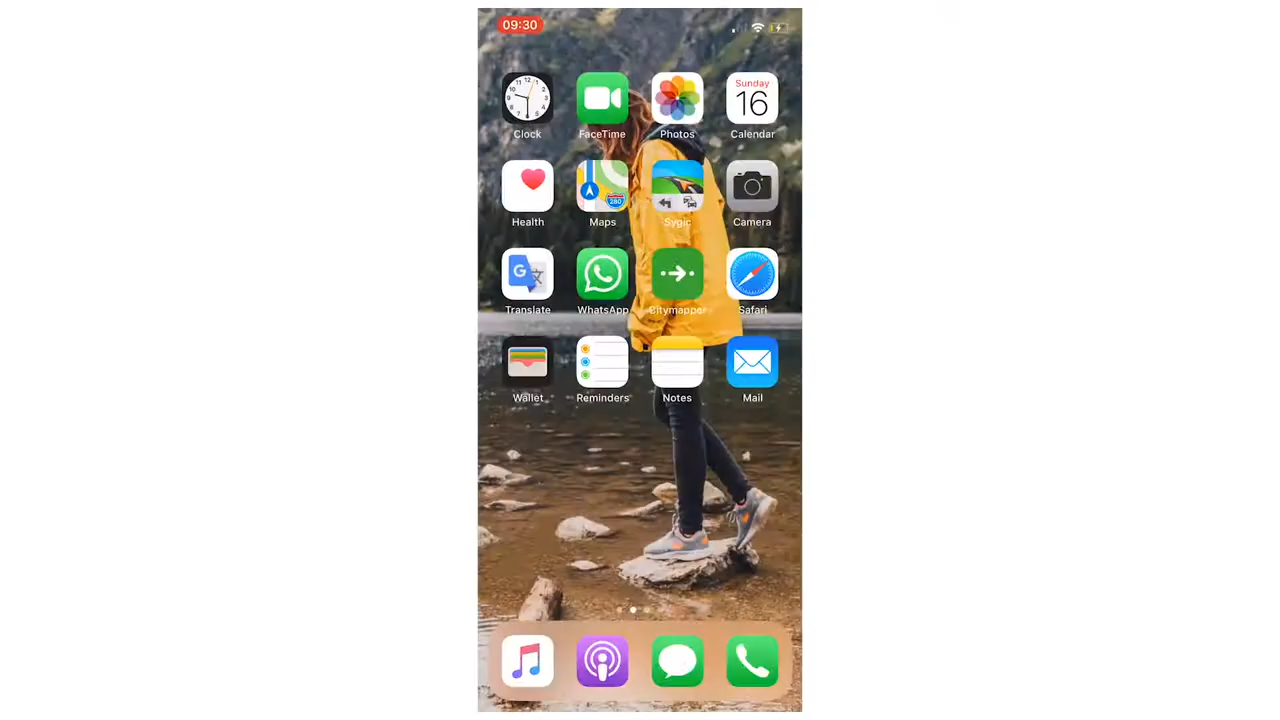 09:30
Sunday
16
Clock FaceTime Photos Calendar
280
Health Maps Sygic Camera
G
Translate WhatsApp Citymapper Safari
Wallet Reminders Notes Mail